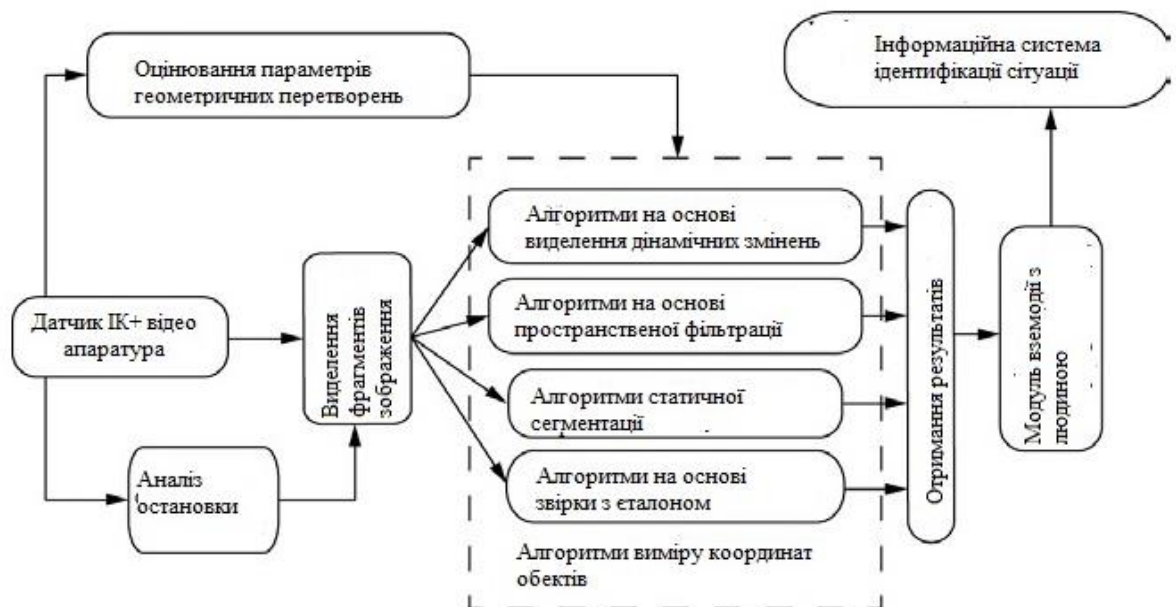 Оцінювання параметрів
геометричних перетворень
Інформаційна система
ідентифікації сітуації
Датчик ІК+ відео
апаратура
Аналіз
остановки
Виделення
фрагментів
зображення
Алгоритми на основі
виделення дінамічних змінень
Алгоритми на основі
пространственої фільтрації
Алгоритми статичної
сегментації
Алгоритми на основі
звірки з єталоном
Алгоритми виміру координат
обектів
Отримання результатів
Модуль вземодії з
людиною